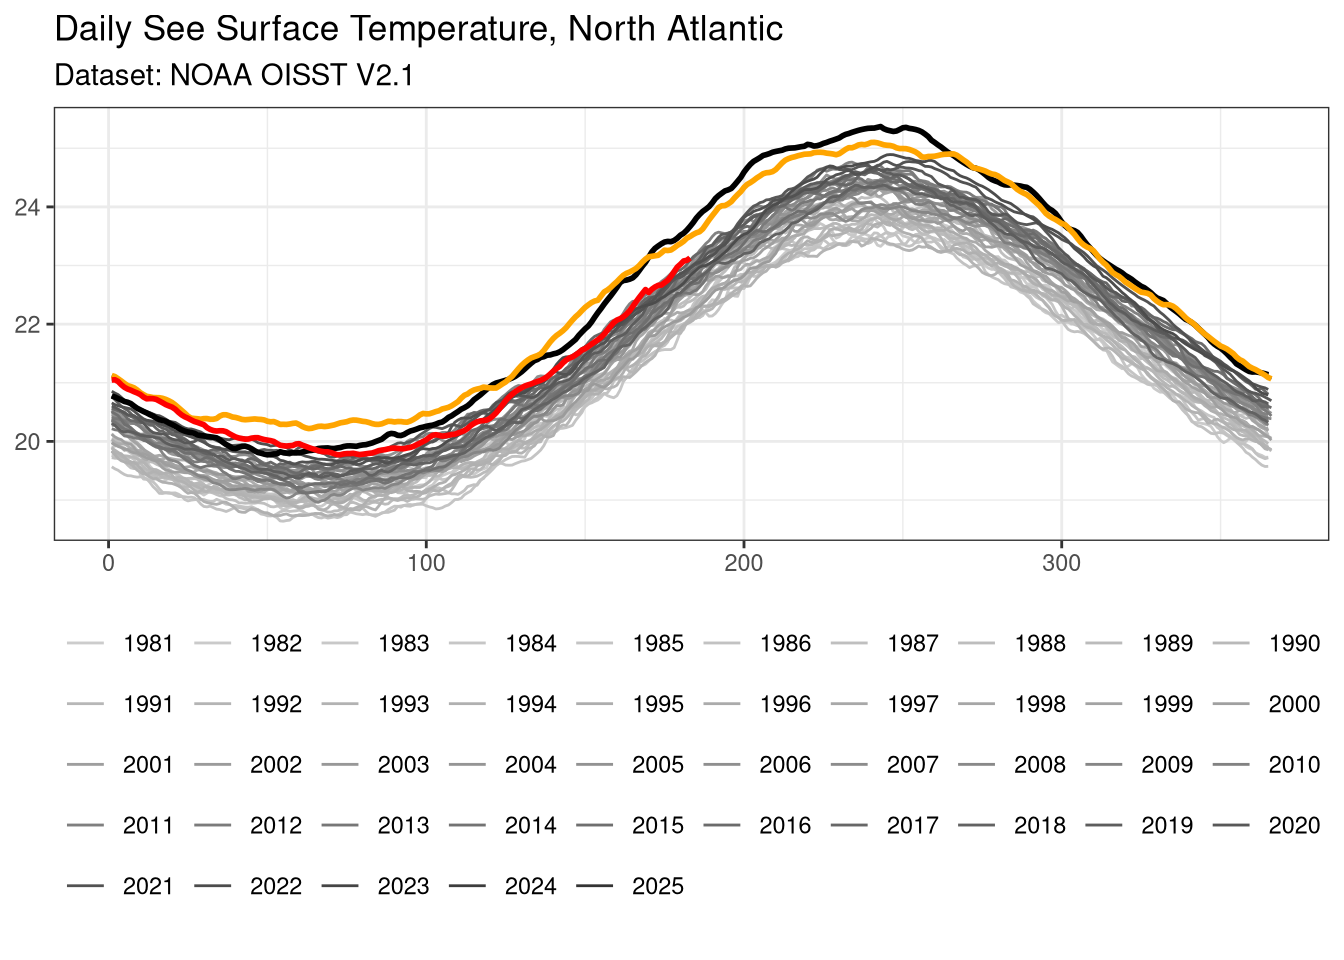 Daily See Surface Temperature, North Atlantic
Dataset: NOAA OISST V2.1
24
22
20
0 100 200 300
1981 1982 1983 1984 1985 1986 1987 1988 1989 1990
1991 1992 1993 1994 1995 1996 1997 1998 1999 2000
2001 2002 2003 2004 2005 2006 2007 2008 2009 2010
2011 2012 2013 2014 2015 2016 2017 2018 2019 2020
2021 2022 2023 2024 2025